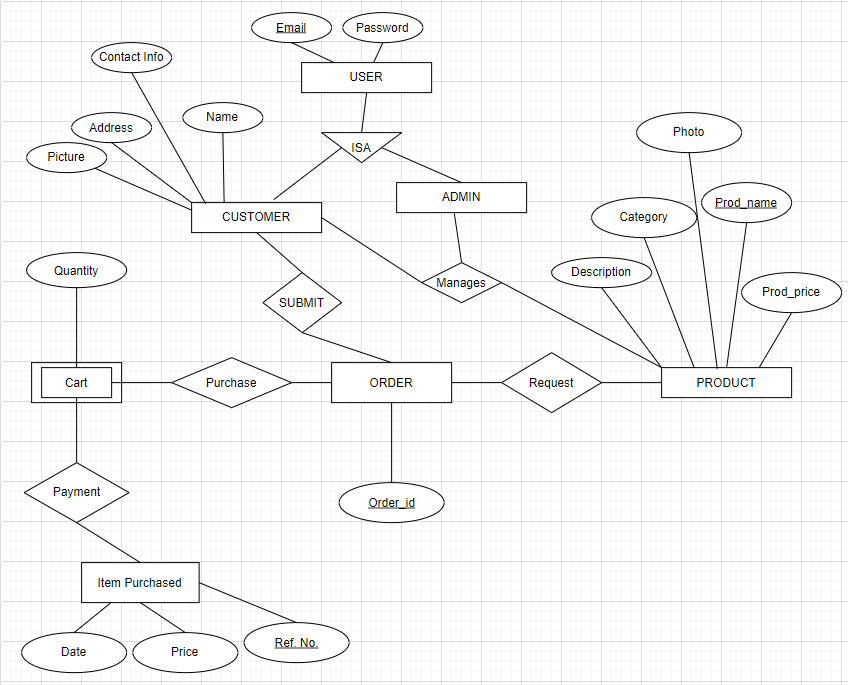 Email
Password
Contact Info
USER
Address
Name
Photo
ISA
Picture
ADMIN
Prod_name
CUSTOMER
Category
Quantity
Description
Manages
Prod_price
SUBMIT
Cart
Purchase
ORDER
Request
PRODUCT
Payment
Order_id
Item Purchased
Date
Price
Ref. No.